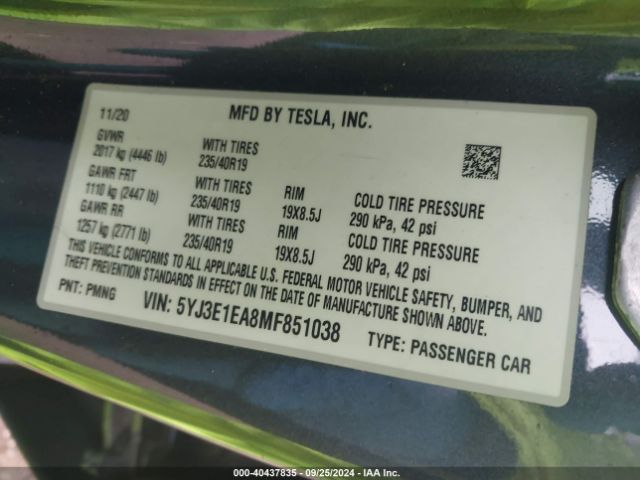 11/20 MFD BY TESLA, INC.
GVWR
2017 kg (4446 lb) WITH TIRES
235/40R19
GAWR FRT
1110 kg (2447 lb) WITH TIRES
235/40R19 RIM
19X8.5J COLD TIRE PRESSURE
290 kPa, 42 psi
GAWR RR
1257 kg (2771 lb) WITH TIRES
235/40R19 RIM
19X8.5J COLD TIRE PRESSURE
290 kPa, 42 psi
THIS VEHICLE CONFORMS TO ALL APPLICABLE U.S. FEDERAL MOTOR VEHICLE SAFETY, BUMPER, AND
THEFT PREVENTION STANDARDS IN EFFECT ON THE DATE OF MANUFACTURE SHOWN ABOVE.
PNT: PMNG VIN: 5YJ3E1EA8MF851038 TYPE: PASSENGER CAR
000-40437835 - 09/25/2024 - IAA Inc.